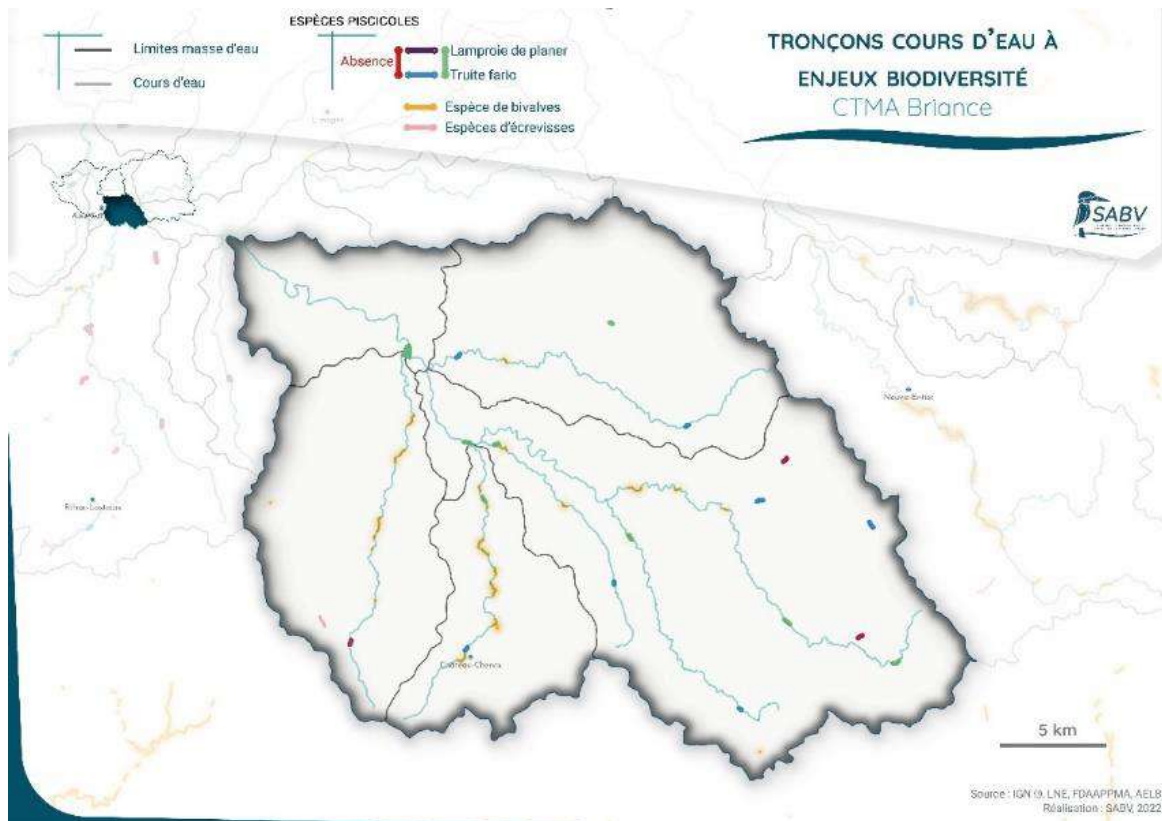 ESPÈCES PISCICOLES
Limites masse d'eau
Cours d'eau
Absence
Lamproie de planer
Truite fario
Espèce de bivalves
Espèces d'écrevisses
TRONÇONS COURS D'EAU À
ENJEUX BIODIVERSITÉ
CTMA Briance
SABV
Limoges
5 km
Source : IGN ©, LNE, FDAAPPMA, AELB
Réalisation : SABV, 2022